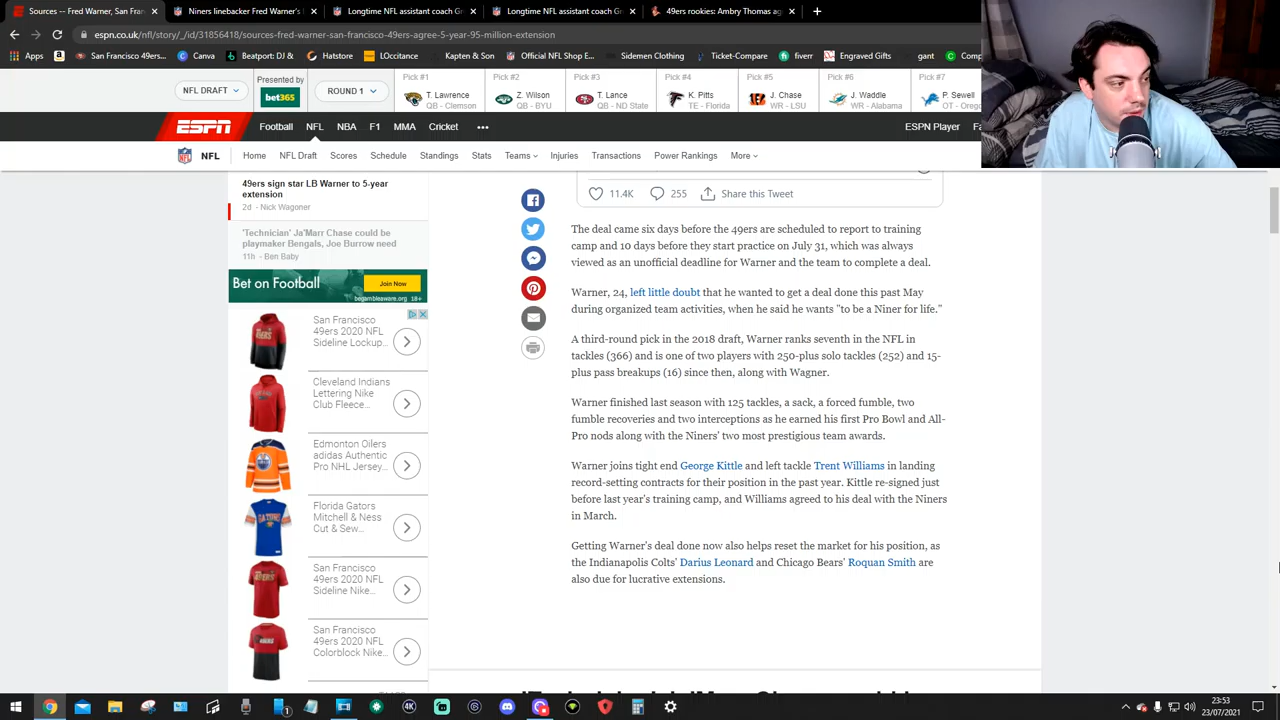 Sources - Fred Warner, San Fran
Niners linebacker Fred Warner's
Longtime NFL assistant coach Gr
Longtime NFL assistant coach Gr
49ers rookies: Ambry Thomas ag
espn.co.uk/nfl/story/_/id/31856418/sources-fred-warner-san-francisco-49ers-agree-5-year-95-million-extension
Apps
San Francisco 49ers...
Canva
Beatport: DJ &
Hatstore
LOccitance
Kapten & Son
Official NFL Shop E...
Sidemen Clothing
Ticket-Compare
fiverr
Engraved Gifts
gant
NFL DRAFT
Presented by
bet365
ROUND 1
Pick #1
T. Lawrence
QB - Clemson
Pick #2
Z. Wilson
QB - BYU
Pick #3
T. Lance
QB - ND State
Pick #4
K. Pitts
TE - Florida
Pick #5
J. Chase
WR - LSU
Pick #6
J. Waddle
WR - Alabama
Pick #7
P. Sewell
OT - Oreg
ESPN
Football
NFL
NBA
F1
MMA
Cricket
ESPN Player
NFL
Home
NFL Draft
Scores
Schedule
Standings
Stats
Teams
Injuries
Transactions
Power Rankings
More
49ers sign star LB Warner to 5-year
extension
2d - Nick Wagoner
'Technician' Ja'Marr Chase could be
playmaker Bengals, Joe Burrow need
11h - Ben Baby
Bet on Football
Join Now
begambleaware.org 18+
San Francisco
49ers 2020 NFL
Sideline Lockup...
Cleveland Indians
Lettering Nike
Club Fleece...
Edmonton Oilers
adidas Authentic
Pro NHL Jersey...
Florida Gators
Mitchell & Ness
Cut & Sew...
San Francisco
49ers 2020 NFL
Sideline Nike...
San Francisco
49ers 2020 NFL
Colorblock Nike...
11.4K
255
Share this Tweet
The deal came six days before the 49ers are scheduled to report to training
camp and 10 days before they start practice on July 31, which was always
viewed as an unofficial deadline for Warner and the team to complete a deal.
Warner, 24, left little doubt that he wanted to get a deal done this past May
during organized team activities, when he said he wants "to be a Niner for life."
A third-round pick in the 2018 draft, Warner ranks seventh in the NFL in
tackles (366) and is one of two players with 250-plus solo tackles (252) and 15-
plus pass breakups (16) since then, along with Wagner.
Warner finished last season with 125 tackles, a sack, a forced fumble, two
fumble recoveries and two interceptions as he earned his first Pro Bowl and All-
Pro nods along with the Niners' two most prestigious team awards.
Warner joins tight end George Kittle and left tackle Trent Williams in landing
record-setting contracts for their position in the past year. Kittle re-signed just
before last year's training camp, and Williams agreed to his deal with the Niners
in March.
Getting Warner's deal done now also helps reset the market for his position, as
the Indianapolis Colts' Darius Leonard and Chicago Bears' Roquan Smith are
also due for lucrative extensions.
23:53
23/07/2021